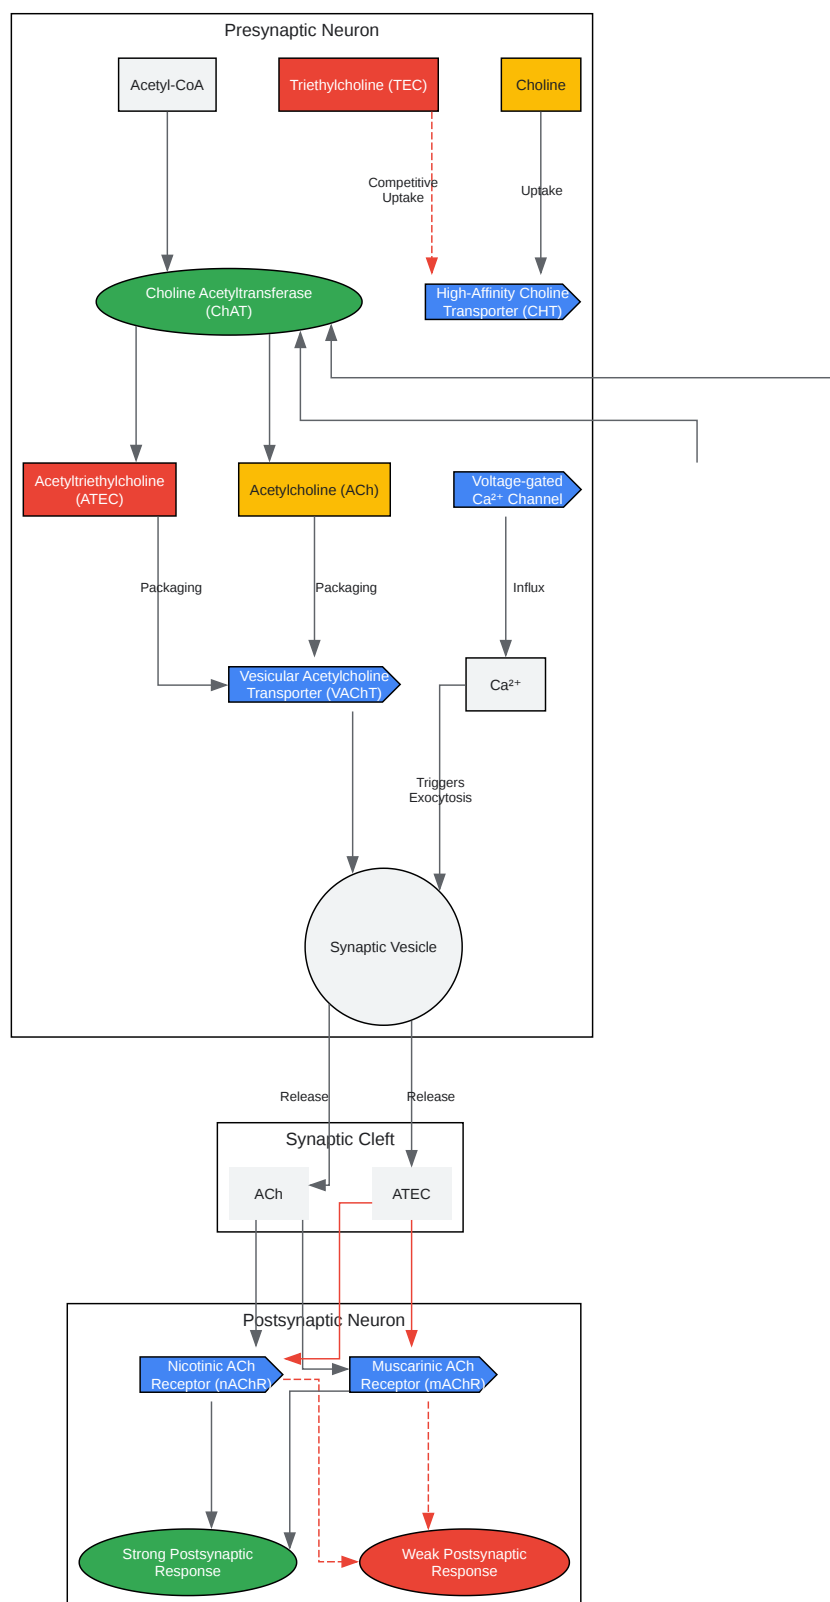 Presynaptic Neuron
Acetyl-CoA
Triethylcholine (TEC)
Choline
Competitive
Uptake
Uptake
Choline Acetyltransferase
(ChAT)
High-Affinity Choline
Transporter (CHT)
Acetyltriethylcholine
(ATEC)
Acetylcholine (ACh)
Voltage-gated
Ca²⁺ Channel
Packaging
Packaging
Influx
Vesicular Acetylcholine
Transporter (VAChT)
Ca²⁺
Triggers
Exocytosis
Synaptic Vesicle
Release
Release
Synaptic Cleft
ACh
ATEC
Postsynaptic Neuron
Nicotinic ACh
Receptor (nAChR)
Muscarinic ACh
Receptor (mAChR)
Strong Postsynaptic
Response
Weak Postsynaptic
Response